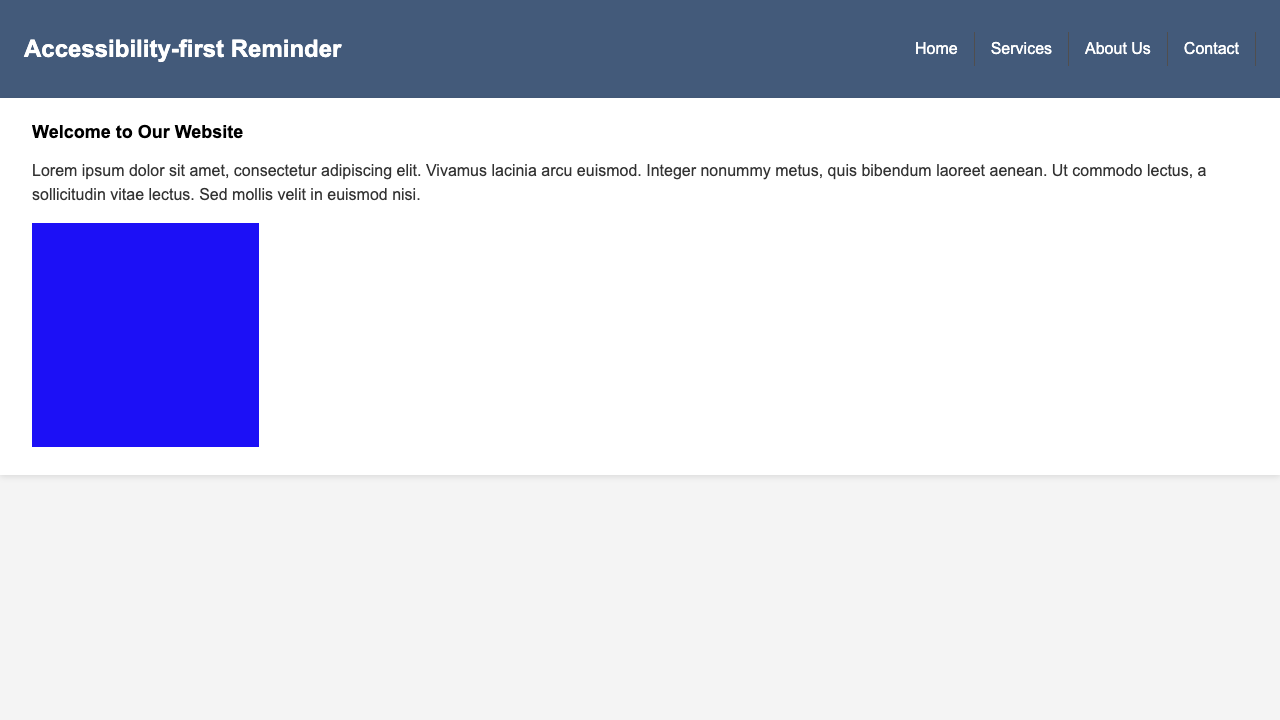 Accessibility-first Reminder
Home
Services
About Us
Contact
Welcome to Our Website
Lorem ipsum dolor sit amet, consectetur adipiscing elit. Vivamus lacinia arcu euismod. Integer nonummy metus, quis bibendum laoreet aenean. Ut commodo lectus, a
sollicitudin vitae lectus. Sed mollis velit in euismod nisi.